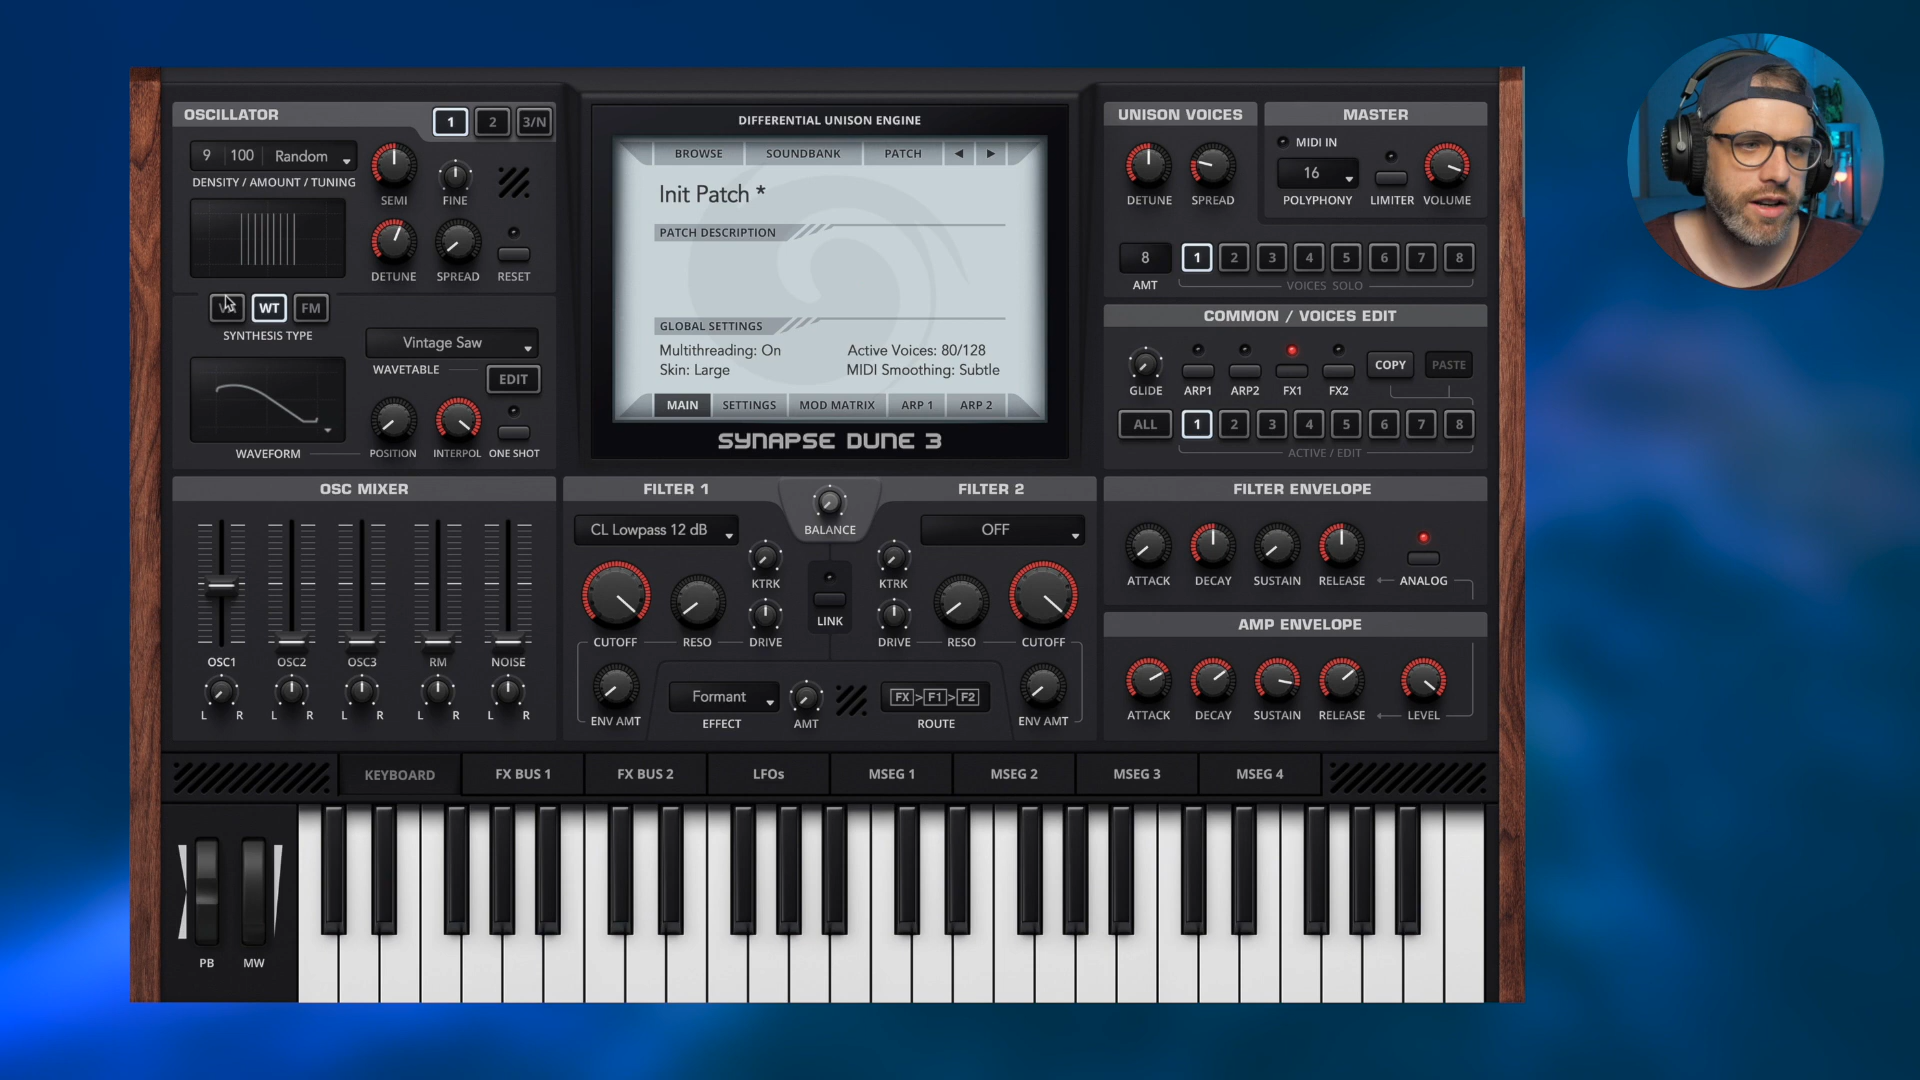 OSCILLATOR
1 2 3/N
9 100 Random
DENSITY / AMOUNT / TUNING
SEMI FINE
DETUNE SPREAD RESET
WT FM
SYNTHESIS TYPE
Vintage Saw
WAVETABLE
EDIT
WAVEFORM POSITION INTERPOL ONE SHOT
DIFFERENTIAL UNISON ENGINE
BROWSE SOUNDBANK PATCH
Init Patch *
PATCH DESCRIPTION
GLOBAL SETTINGS
Multithreading: On Active Voices: 80/128
Skin: Large MIDI Smoothing: Subtle
MAIN SETTINGS MOD MATRIX ARP 1 ARP 2
SYNAPSE DUNE 3
UNISON VOICES
DETUNE SPREAD
MASTER
MIDI IN
16
POLYPHONY LIMITER VOLUME
8 1 2 3 4 5 6 7 8
AMT VOICES SOLO
COMMON / VOICES EDIT
COPY PASTE
GLIDE ARP1 ARP2 FX1 FX2
ALL 1 2 3 4 5 6 7 8
ACTIVE / EDIT
OSC MIXER
OSC1 OSC2 OSC3 RM NOISE
L R L R L R L R L R
FILTER 1
CL Lowpass 12 dB
KTRK
CUTOFF RESO DRIVE
ENV AMT
BALANCE
LINK
FILTER 2
OFF
KTRK
DRIVE RESO CUTOFF
ENV AMT
Formant
EFFECT AMT
FX>F1>F2
ROUTE
FILTER ENVELOPE
ATTACK DECAY SUSTAIN RELEASE ANALOG
AMP ENVELOPE
ATTACK DECAY SUSTAIN RELEASE LEVEL
KEYBOARD FX BUS 1 FX BUS 2 LFOs MSEG 1 MSEG 2 MSEG 3 MSEG 4
PB MW